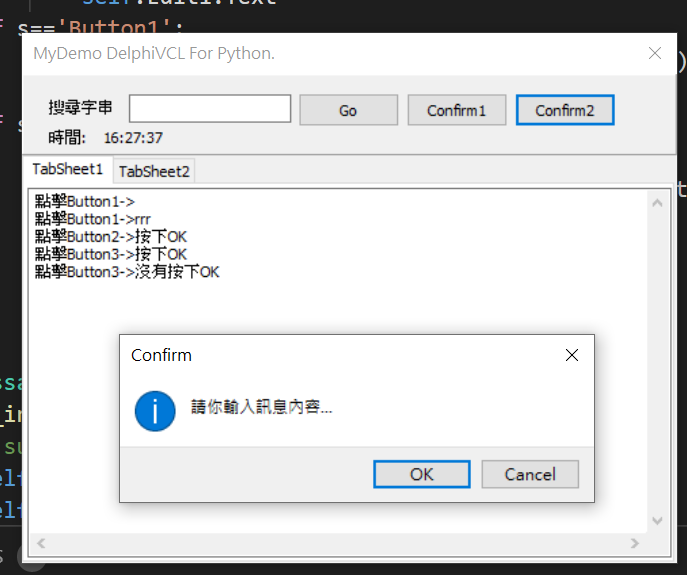 self.Edit1.Text
s=='Button1':
MyDemo DelphiVCL For Python.
搜尋字串
Go
Confirm1
Confirm2
時間: 16:27:37
TabSheet1
TabSheet2
點擊Button1->
點擊Button1->rrr
點擊Button2->按下OK
點擊Button3->按下OK
點擊Button3->沒有按下OK
Confirm
請你輸入訊息內容...
OK
Cancel